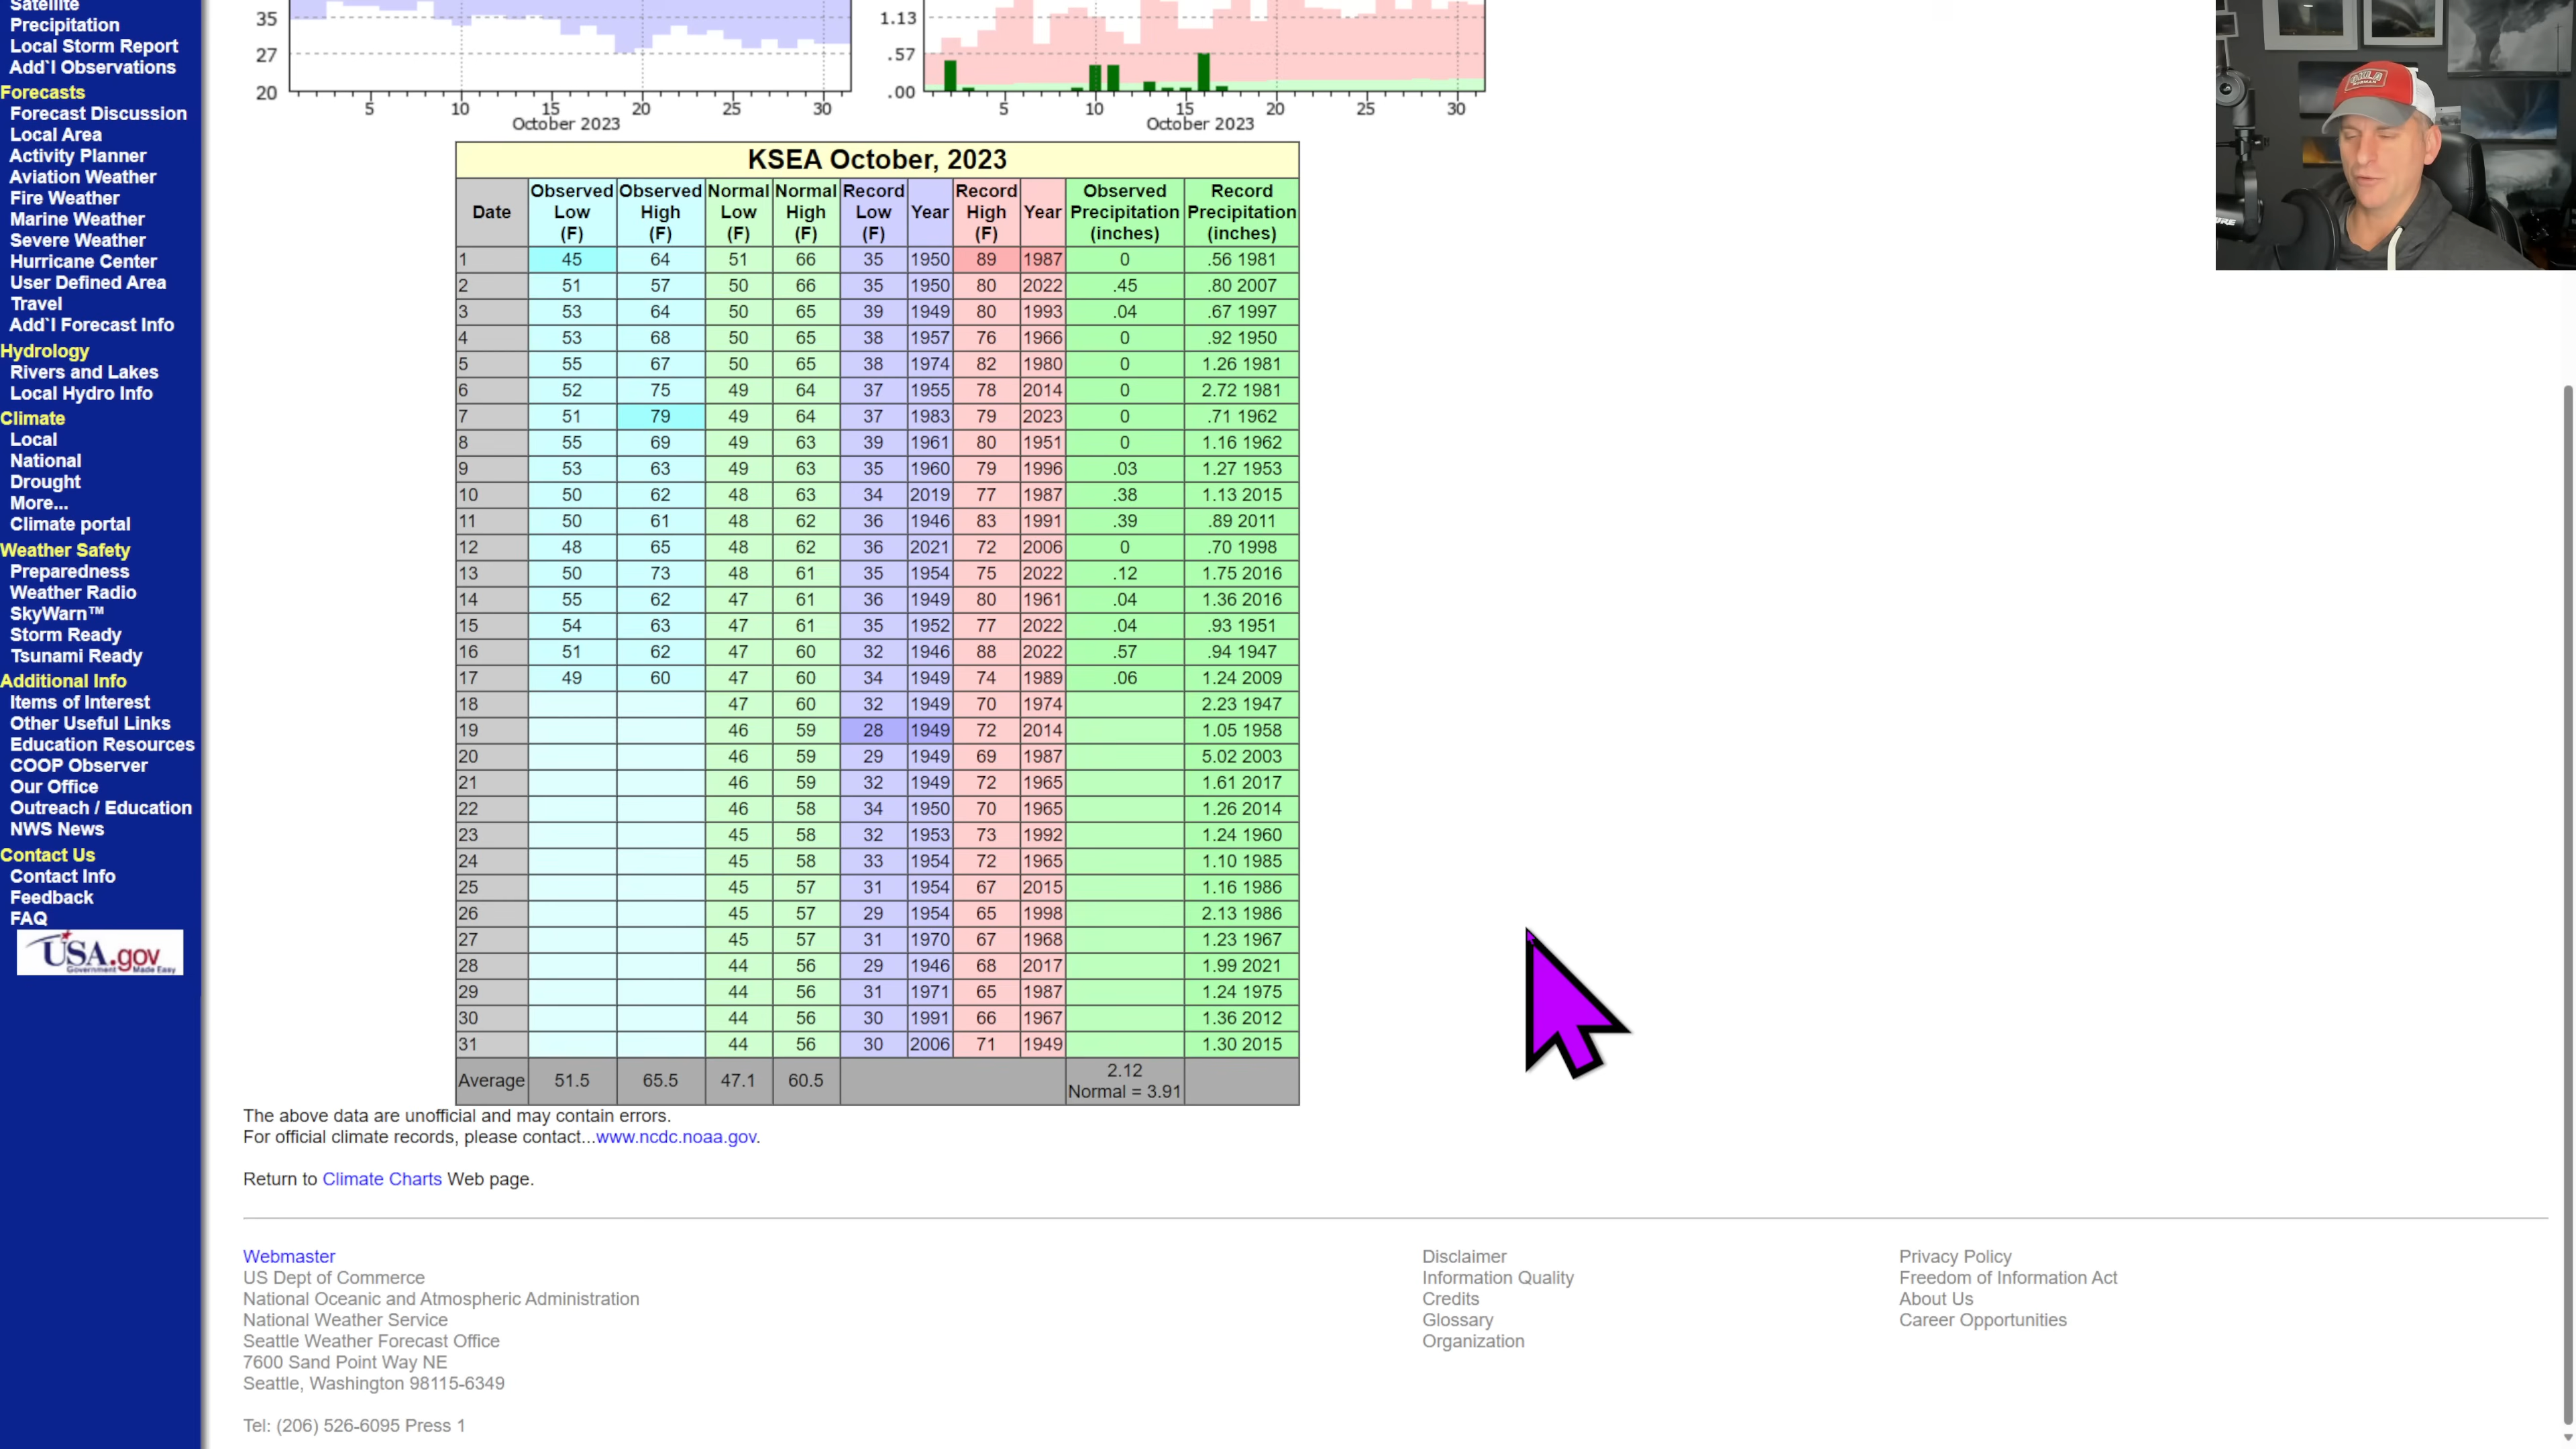 Satellite
Precipitation
Local Storm Report
Add`l Observations
Forecasts
Forecast Discussion
Local Area
Activity Planner
Aviation Weather
Fire Weather
Marine Weather
Severe Weather
Hurricane Center
User Defined Area
Travel
Add`l Forecast Info
Hydrology
Rivers and Lakes
Local Hydro Info
Climate
Local
National
Drought
More...
Climate portal
Weather Safety
Preparedness
Weather Radio
SkyWarn™
Storm Ready
Tsunami Ready
Additional Info
Items of Interest
Other Useful Links
Education Resources
COOP Observer
Our Office
Outreach / Education
NWS News
Contact Us
Contact Info
Feedback
FAQ
USA.gov
Government Made Easy
35
27
20
5 10 15 20 25 30
October 2023
1.13
.57
.00
5 10 15 20 25 30
October 2023
KSEA October, 2023
Date Observed Low (F) Observed High (F) Normal Low (F) Normal High (F) Record Low (F) Year Record High (F) Year Observed Precipitation (inches) Record Precipitation (inches)
1 45 64 51 66 35 1950 89 1987 0 .56 1981
2 51 57 50 66 35 1950 80 2022 .45 .80 2007
3 53 64 50 65 39 1949 80 1993 .04 .67 1997
4 53 68 50 65 38 1957 76 1966 0 .92 1950
5 55 67 50 65 38 1974 82 1980 0 1.26 1981
6 52 75 49 64 37 1955 78 2014 0 2.72 1981
7 51 79 49 64 37 1983 79 2023 0 .71 1962
8 55 69 49 63 39 1961 80 1951 0 1.16 1962
9 53 63 49 63 35 1960 79 1996 .03 1.27 1953
10 50 62 48 63 34 2019 77 1987 .38 1.13 2015
11 50 61 48 62 36 1946 83 1991 .39 .89 2011
12 48 65 48 62 36 2021 72 2006 0 .70 1998
13 50 73 48 61 35 1954 75 2022 .12 1.75 2016
14 55 62 47 61 36 1949 80 1961 .04 1.36 2016
15 54 63 47 61 35 1952 77 2022 .04 .93 1951
16 51 62 47 60 32 1946 88 2022 .57 .94 1947
17 49 60 47 60 34 1949 74 1989 .06 1.24 2009
18 47 60 32 1949 70 1974 2.23 1947
19 46 59 28 1949 72 2014 1.05 1958
20 46 59 29 1949 69 1987 5.02 2003
21 46 59 32 1949 72 1965 1.61 2017
22 46 58 34 1950 70 1965 1.26 2014
23 45 58 32 1953 73 1992 1.24 1960
24 45 58 33 1954 72 1965 1.10 1985
25 45 57 31 1954 67 2015 1.16 1986
26 45 57 29 1954 65 1998 2.13 1986
27 45 57 31 1970 67 1968 1.23 1967
28 44 56 29 1946 68 2017 1.99 2021
29 44 56 31 1971 65 1987 1.24 1975
30 44 56 30 1991 66 1967 1.36 2012
31 44 56 30 2006 71 1949 1.30 2015
Average 51.5 65.5 47.1 60.5 2.12
Normal = 3.91
The above data are unofficial and may contain errors.
For official climate records, please contact...www.ncdc.noaa.gov.
Return to Climate Charts Web page.
Webmaster
US Dept of Commerce
National Oceanic and Atmospheric Administration
National Weather Service
Seattle Weather Forecast Office
7600 Sand Point Way NE
Seattle, Washington 98115-6349
Tel: (206) 526-6095 Press 1
Disclaimer
Information Quality
Credits
Glossary
Organization
Privacy Policy
Freedom of Information Act
About Us
Career Opportunities